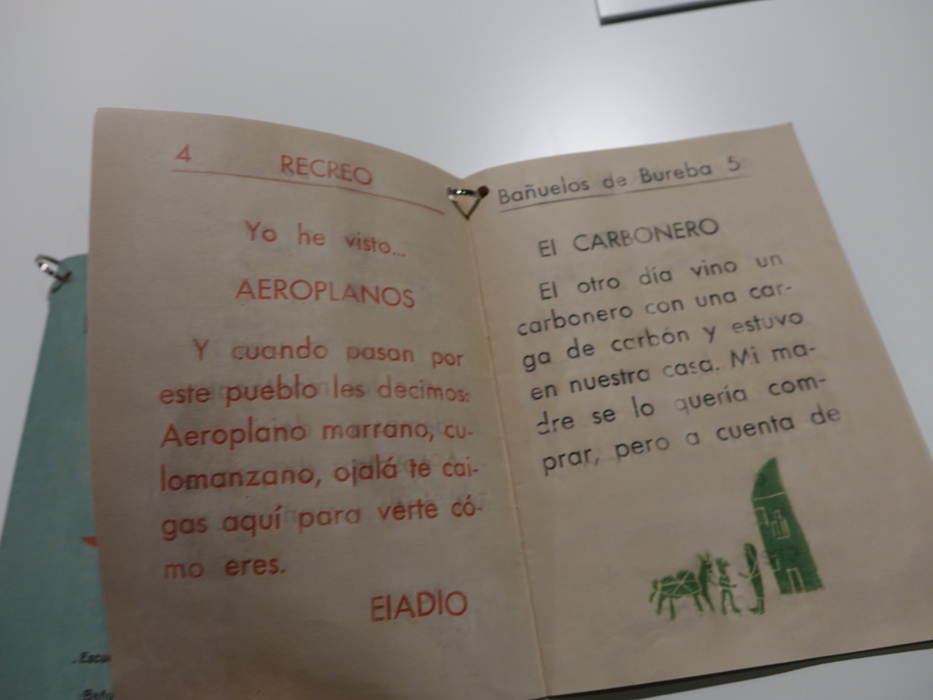 4 RECREO
Yo he visto...
AEROPLANOS
Y cuando pasan por
este pueblo les decimos:
Aeroplano marrano, cu-
lomanzano, ojalá te cai-
gas aquí para verte có-
mo eres.
ElADIO
Bañuelos de Bureba 5
El CARBONERO
El otro día vino un
carbonero con una car-
ga de carbón y estuvo
en nuestra casa. Mi ma-
dre se lo quería com-
prar, pero a cuenta de